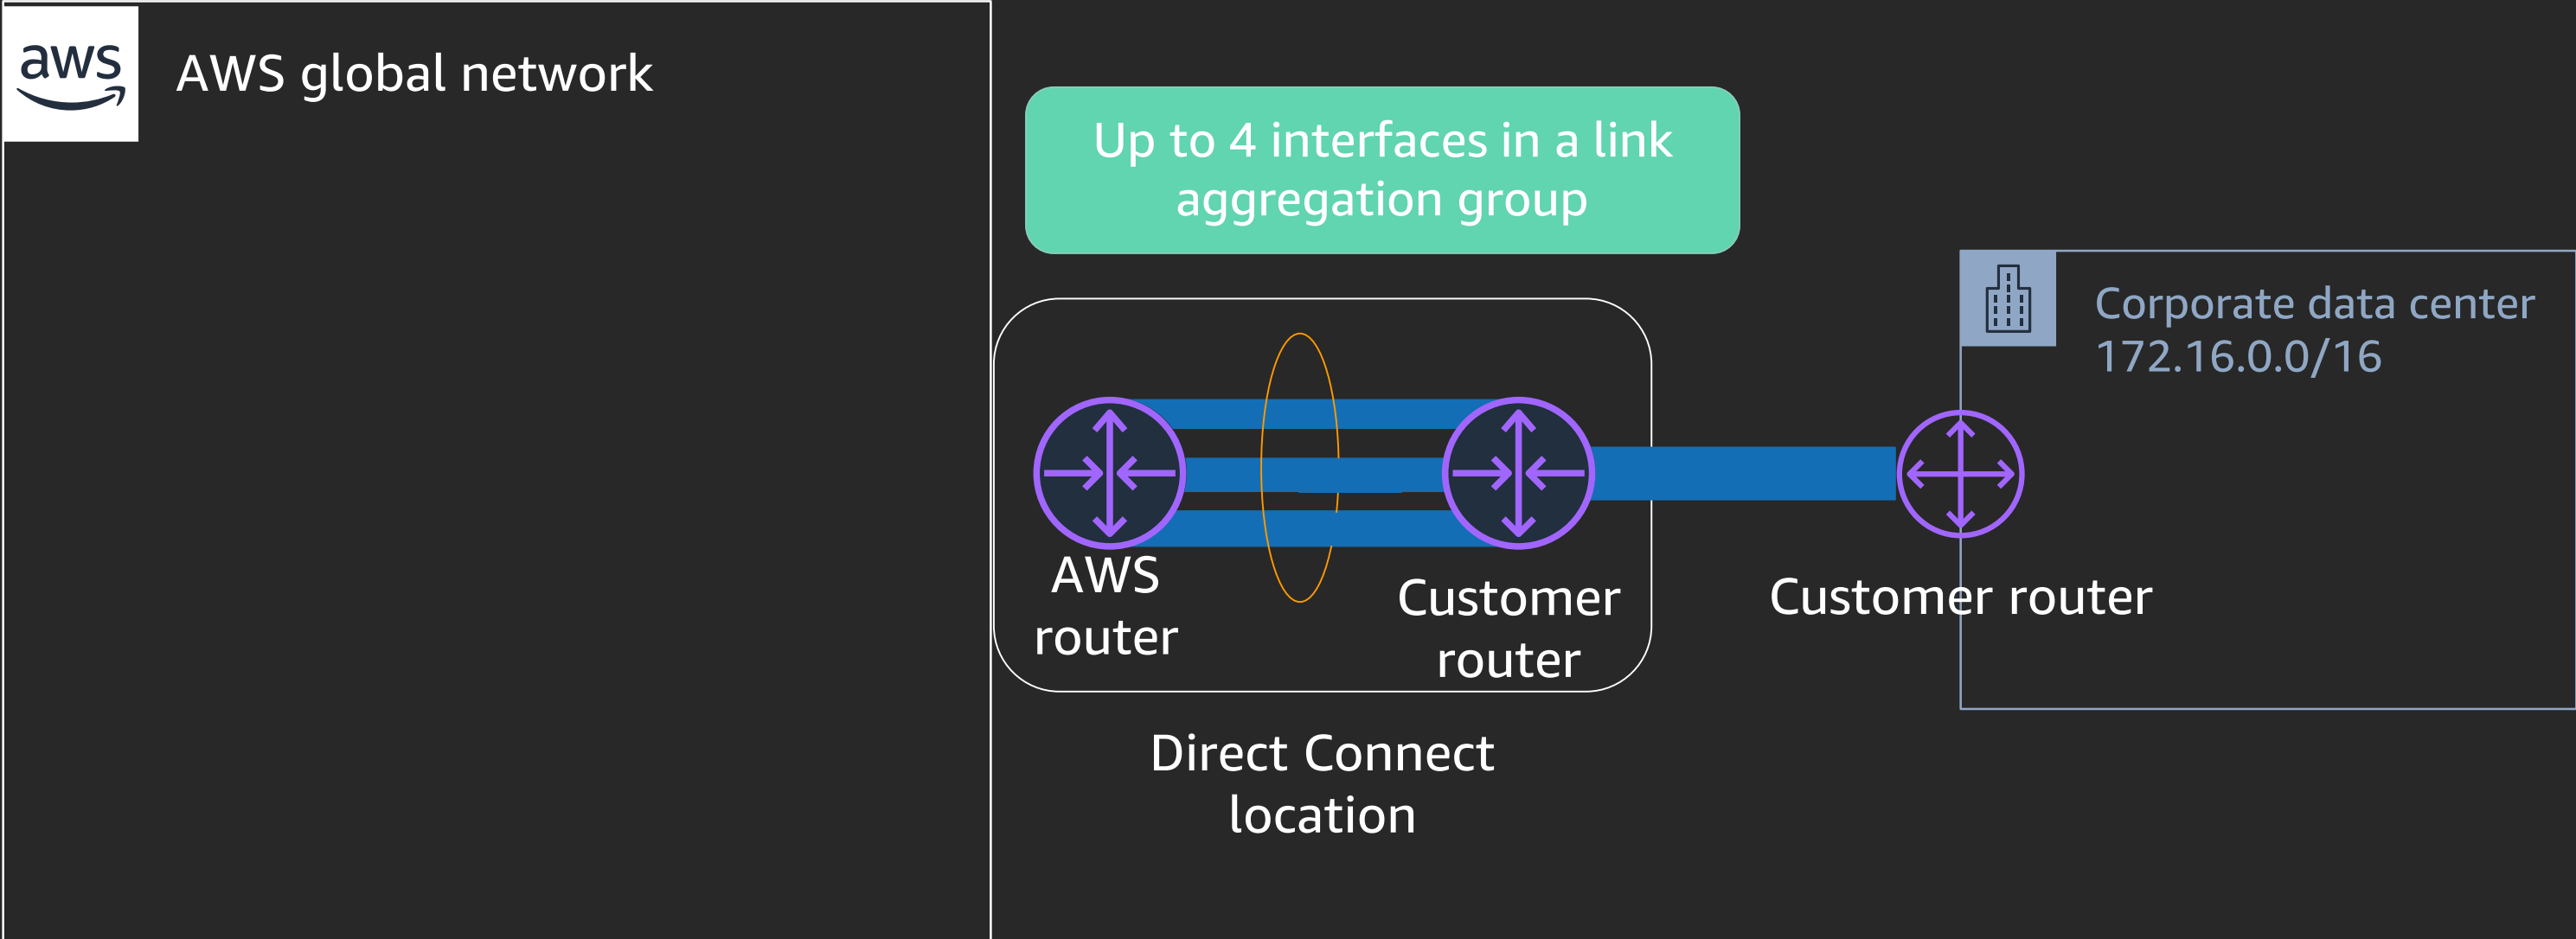 aws
AWS global network
Up to 4 interfaces in a link
aggregation group
Corporate data center
172.16.0.0/16
AWS
router
Customer
router
Customer router
Direct Connect
location